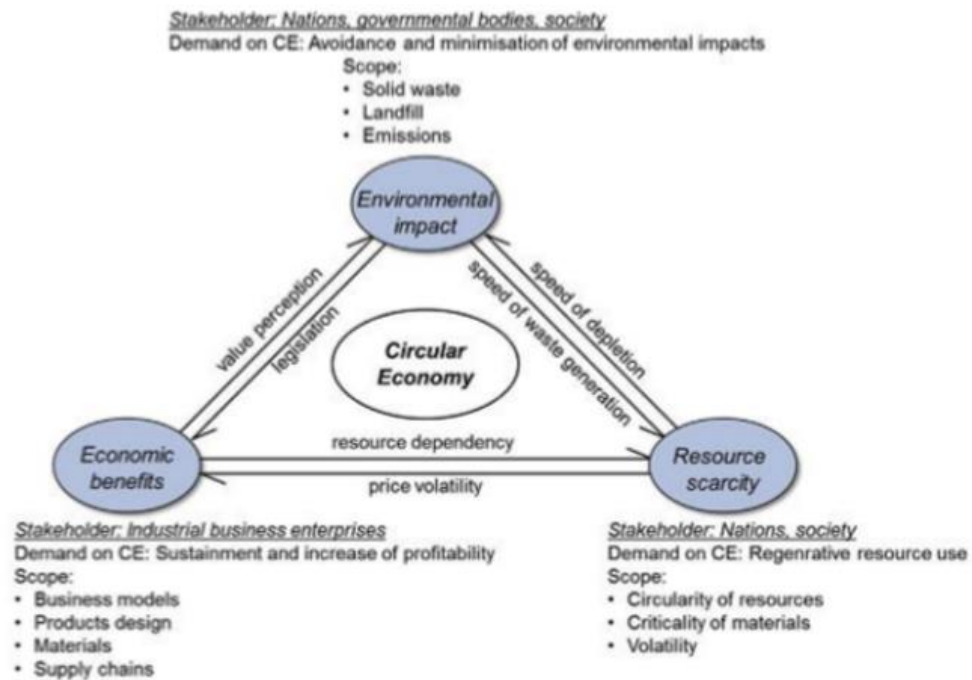 Stakeholder: Nations, governmental bodies, society
Demand on CE: Avoidance and minimisation of environmental impacts
Scope:
• Solid waste
• Landfill
• Emissions
Environmental
impact
value perception
legislation
speed of waste generation
speed of depletion
Circular
Economy
Economic
benefits
resource dependency
price volatility
Resource
scarcity
Stakeholder: Industrial business enterprises
Demand on CE: Sustainment and increase of profitability
Scope:
• Business models
• Products design
• Materials
• Supply chains
Stakeholder: Nations, society
Demand on CE: Regenrative resource use
Scope:
• Circularity of resources
• Criticality of materials
• Volatility